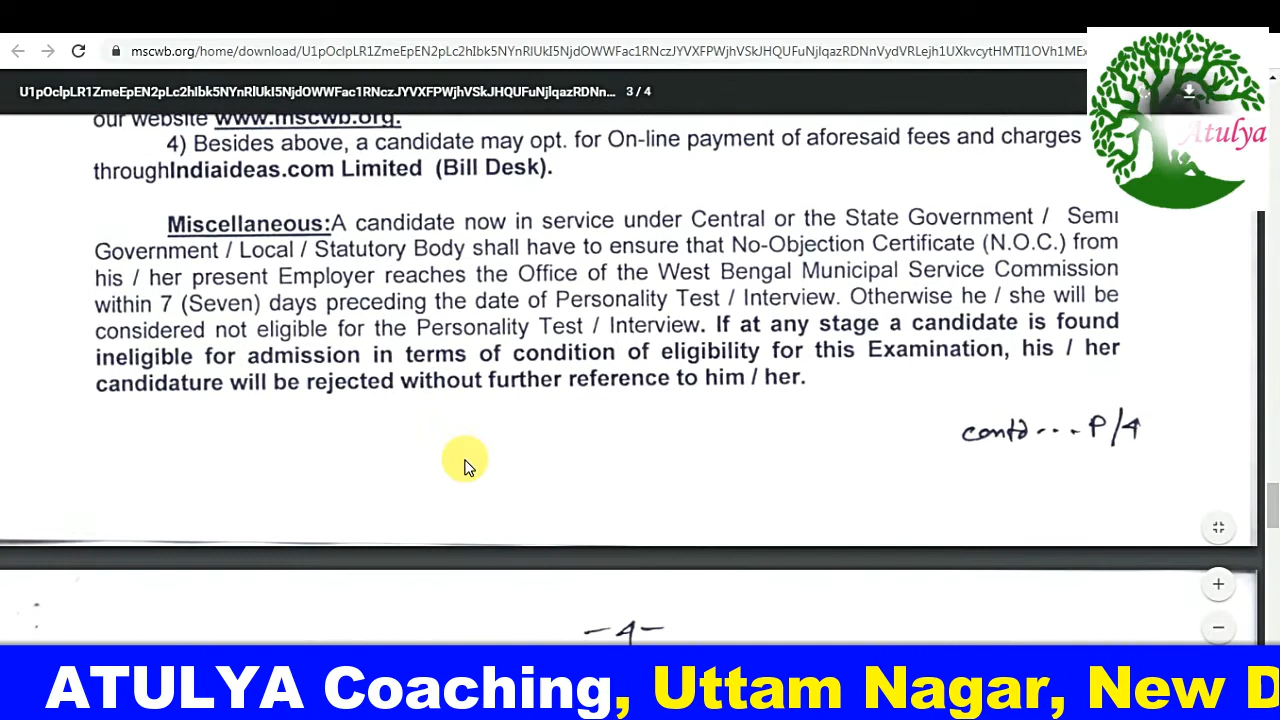 mscwb.org/home/download/U1pOclpLR1ZmeEpEN2pLc2hIbk5NYnRlUkI5NjdOWWFac1RNczJYVXFPWjhVSkJHQUFuNjlqazRDNnVydVRLejh1UXkvcytHMTI1OVh1MEx
U1pOclpLR1ZmeEpEN2pLc2hIbk5NYnRlUkI5NjdOWWFac1RNczJYVXFPWjhVSkJHQUFuNjlqazRDNn... 3 / 4
our website www.mscwb.org.
4) Besides above, a candidate may opt. for On-line payment of aforesaid fees and charges
throughIndiaideas.com Limited (Bill Desk).
Atulya
Miscellaneous:A candidate now in service under Central or the State Government / Semi
Government / Local / Statutory Body shall have to ensure that No-Objection Certificate (N.O.C.) from
his / her present Employer reaches the Office of the West Bengal Municipal Service Commission
within 7 (Seven) days preceding the date of Personality Test / Interview. Otherwise he / she will be
considered not eligible for the Personality Test / Interview. If at any stage a candidate is found
ineligible for admission in terms of condition of eligibility for this Examination, his / her
candidature will be rejected without further reference to him / her.
contd... P/4
-4-
ATULYA Coaching, Uttam Nagar, New D